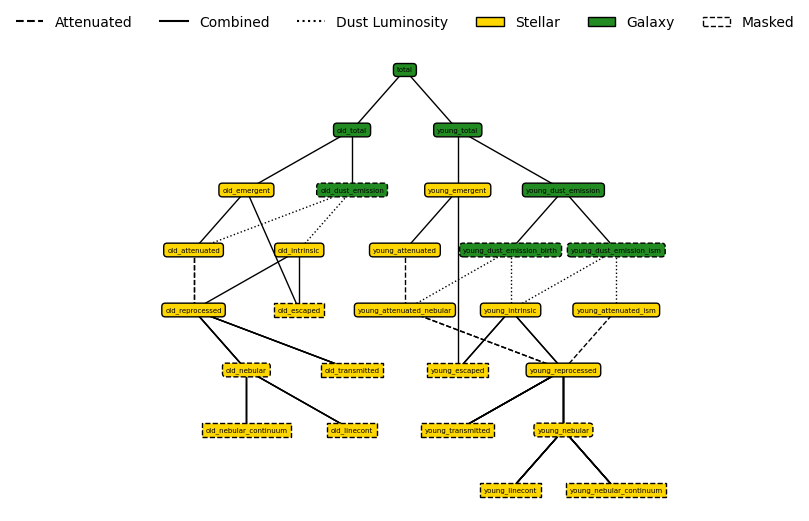 Attenuated Combined Dust Luminosity Stellar Galaxy Masked
total
old_total young_total
old_emergent old_dust_emission young_emergent young_dust_emission
old_attenuated old_intrinsic young_attenuated young_dust_emission_birth young_dust_emission_ism
old_reprocessed old_escaped young_attenuated_nebular young_intrinsic young_attenuated_ism
old_nebular old_transmitted young_escaped young_reprocessed
old_nebular_continuum old_linecont young_transmitted young_nebular
young_linecont young_nebular_continuum